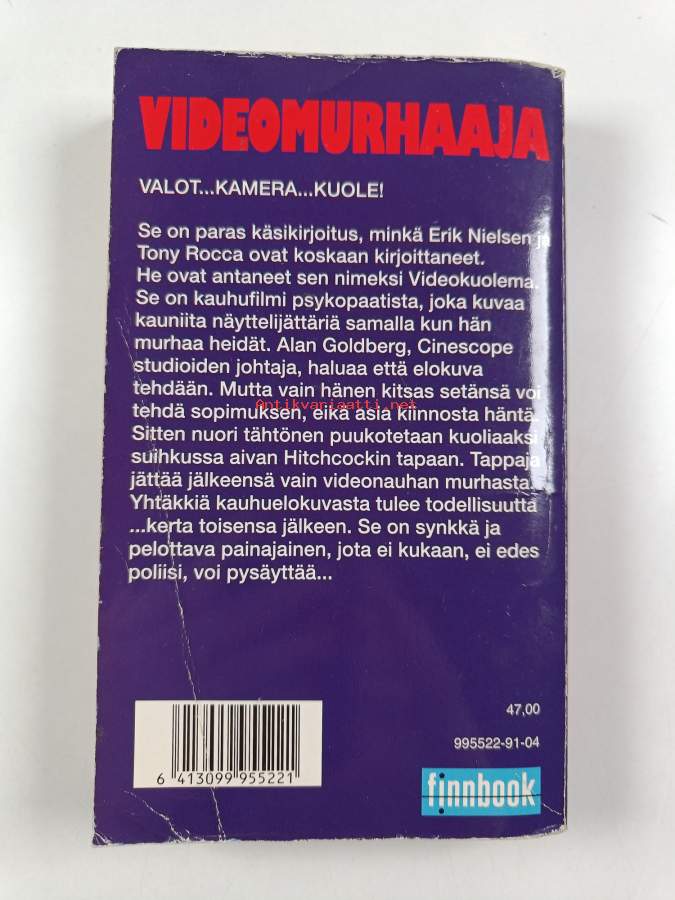 VIDEOMURHAAJA
VALOT...KAMERA...KUOLE!
Se on paras käsikirjoitus, minkä Erik Nielsen ja
Tony Rocca ovat koskaan kirjoittaneet.
He ovat antaneet sen nimeksi Videokuolema.
Se on kauhufilmi psykopaatista, joka kuvaa
kauniita näyttelijättäriä samalla kun hän
murhaa heidät. Alan Goldberg, Cinescope
studioiden johtaja, haluaa että elokuva
tehdään. Mutta vain hänen kitsas setänsä voi
tehdä sopimuksen, eikä asia kiinnosta häntä.
Antikvariaatti.net
Sitten nuori tähtönen puukotetaan kuoliaaksi
suihkussa aivan Hitchcockin tapaan. Tappaja
jättää jälkeensä vain videonauhan murhasta.
Yhtäkkiä kauhuelokuvasta tulee todellisuutta
...kerta toisensa jälkeen. Se on synkkä ja
pelottava painajainen, jota ei kukaan, ei edes
poliisi, voi pysäyttää...
47,00
995522-91-04
6 413099 955221
finnbook